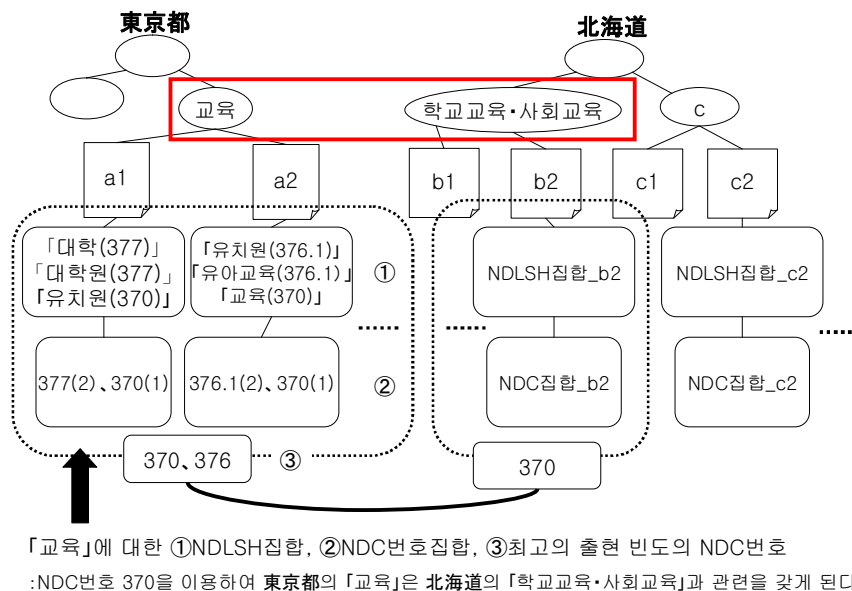 東京都
北海道
교육
학교교육·사회교육
c
a1
a2
b1
b2
c1
c2
「대학(377)」
「대학원(377)」
「유치원(370)」
「유치원(376.1)」
「유아교육(376.1)」
「교육(370)」
①
NDLSH집합_b2
NDLSH집합_c2
377(2)、370(1)
376.1(2)、370(1)
②
NDC집합_b2
NDC집합_c2
370、376
③
370
「교육」에 대한 ①NDLSH집합, ②NDC번호집합, ③최고의 출현 빈도의 NDC번호
:NDC번호 370을 이용하여 東京都의 「교육」은 北海道의 「학교교육·사회교육」과 관련을 갖게 된다